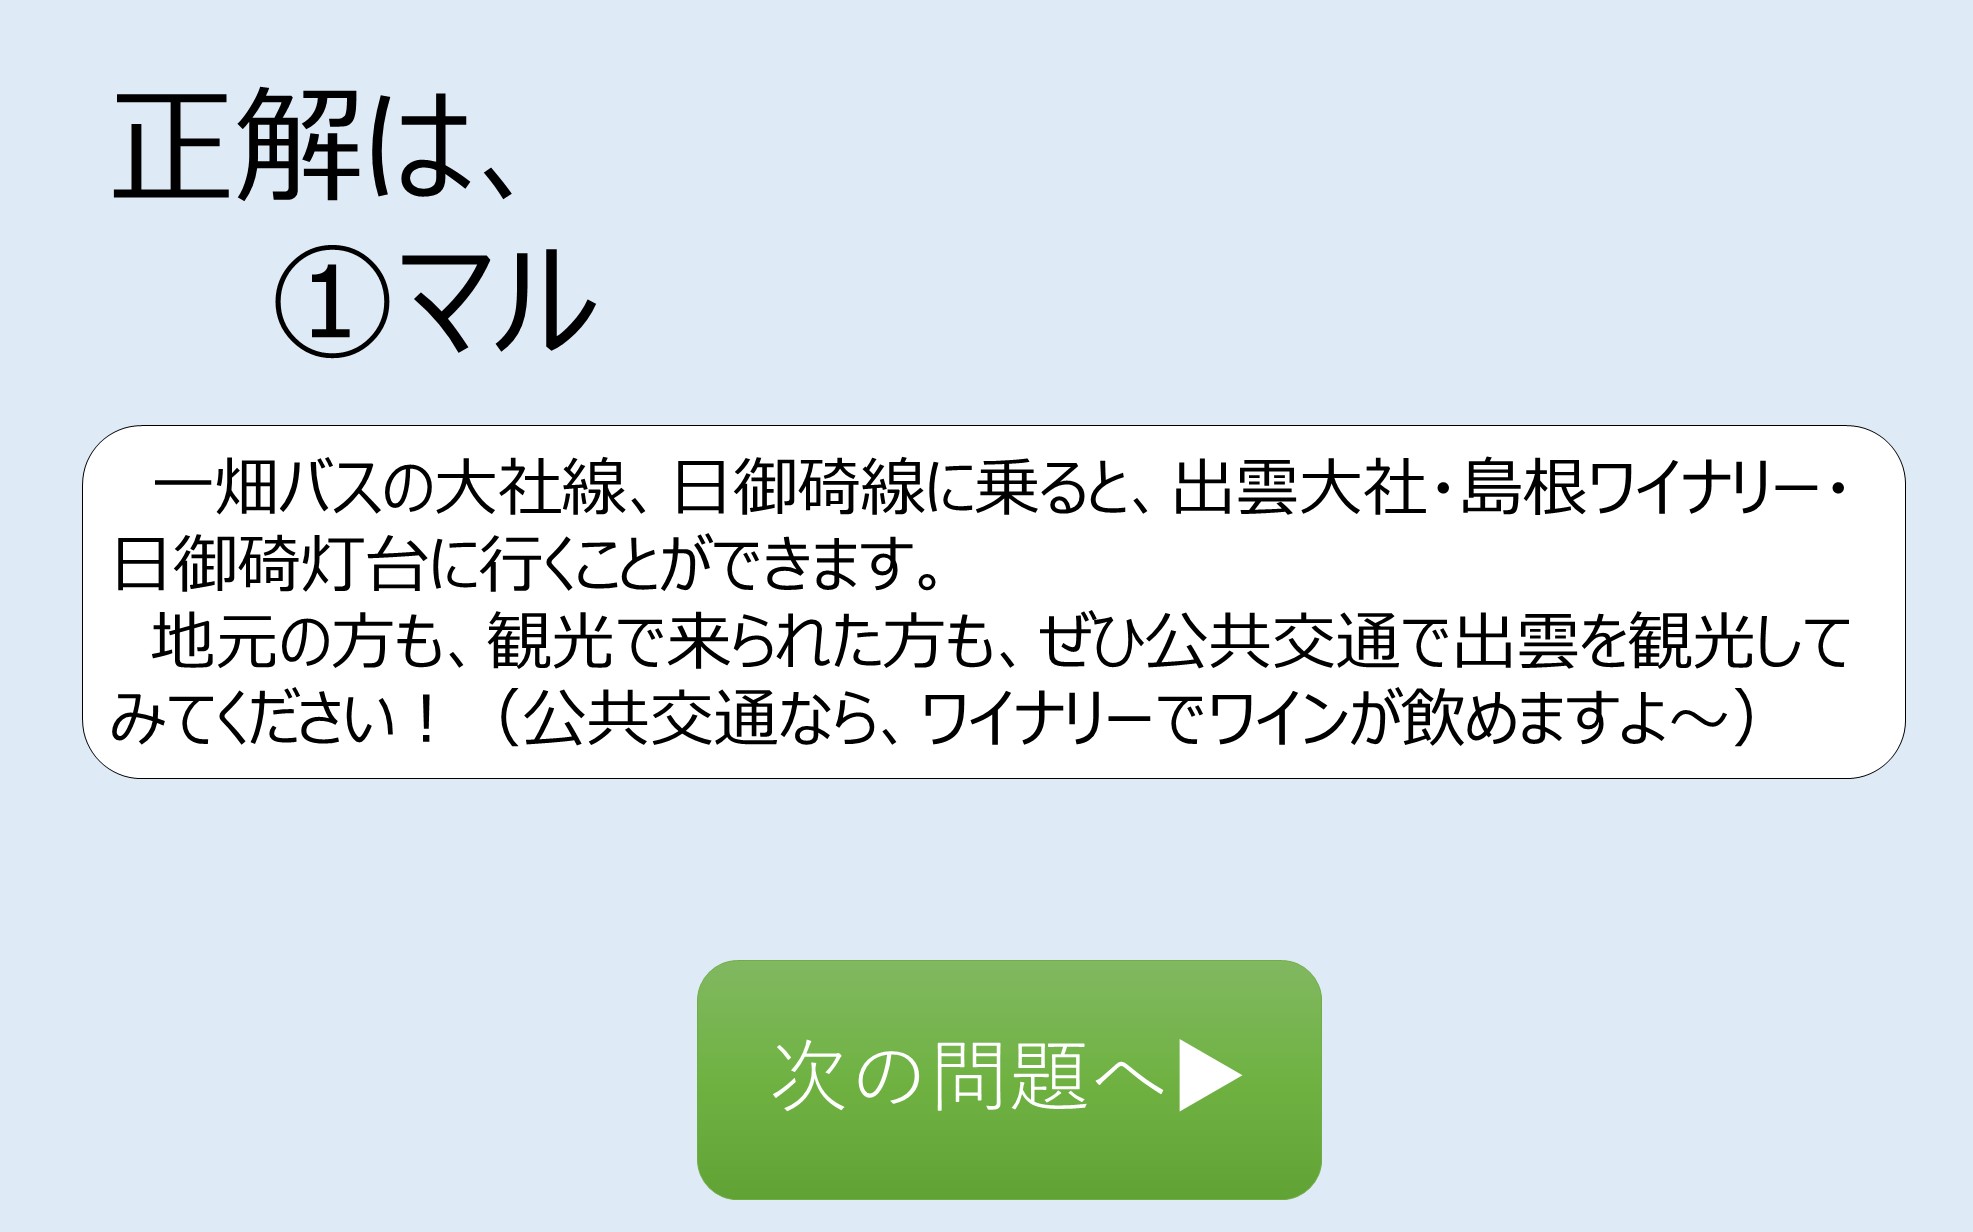 正解は、
①マル
一畑バスの大社線、日御碕線に乗ると、出雲大社・島根ワイナリー・
日御碕灯台に行くことができます。
地元の方も、観光で来られた方も、ぜひ公共交通で出雲を観光して
みてください！（公共交通なら、ワイナリーでワインが飲めますよ～）
次の問題へ▶